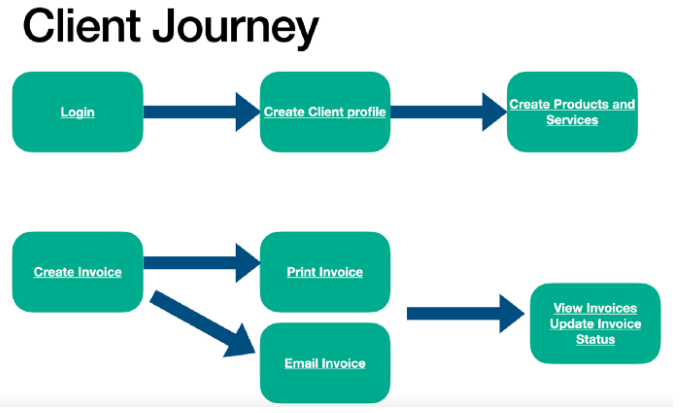 Client Journey
Login
Create Client profile
Create Products and
Services
Create Invoice
Print Invoice
Email Invoice
View Invoices
Update Invoice
Status